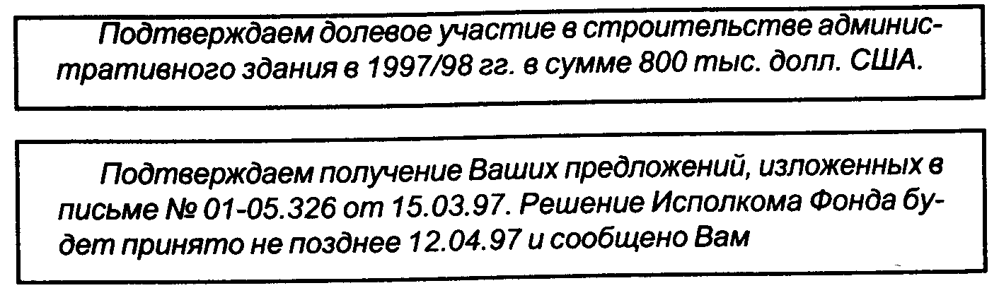 Подтверждаем долевое участие в строительстве админис-
тративного здания в 1997/98 гг. в сумме 800 тыс. долл. США.
Подтверждаем получение Ваших предложений, изложенных в
письме № 01-05.326 от 15.03.97. Решение Исполкома Фонда бу-
дет принято не позднее 12.04.97 и сообщено Вам